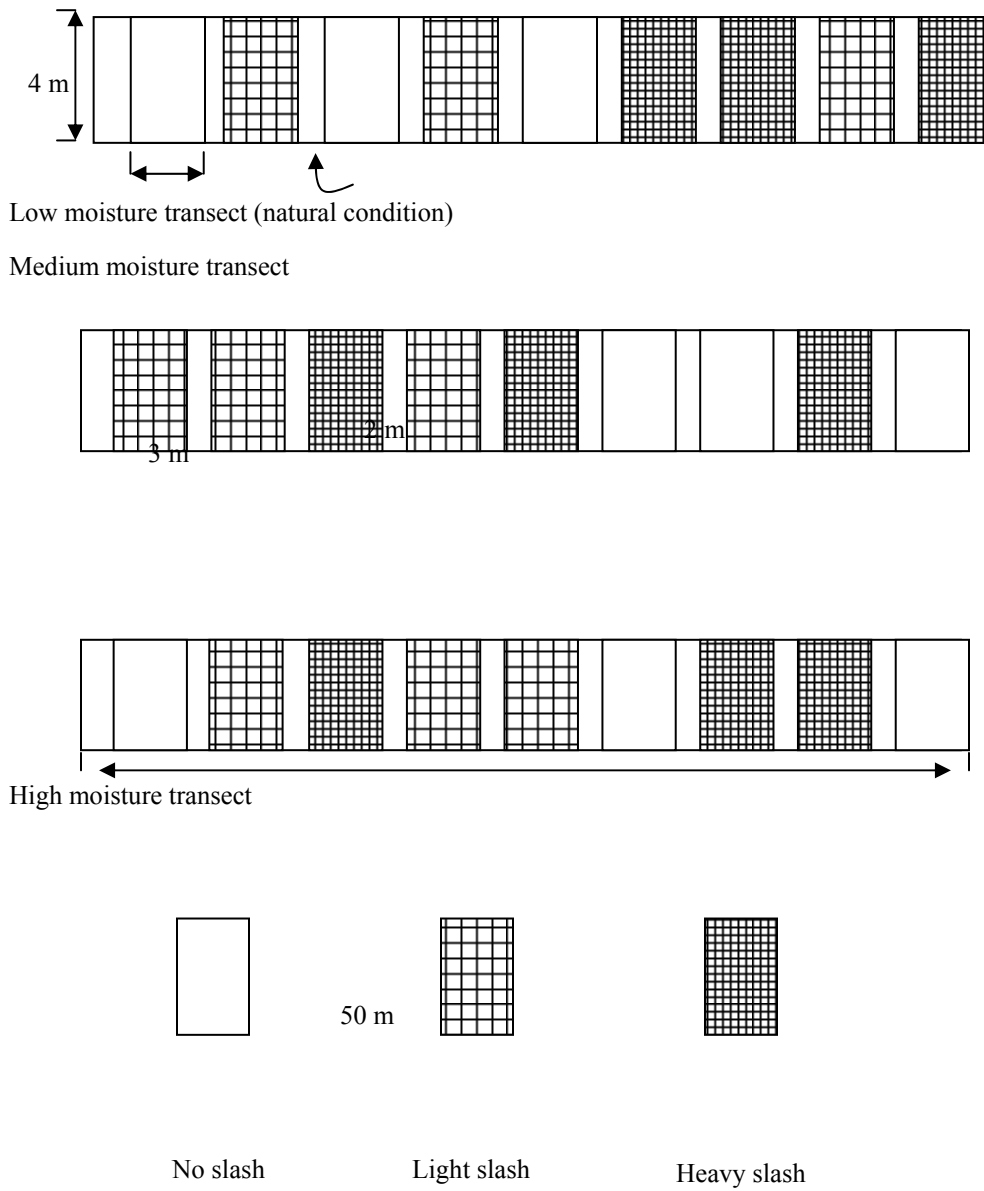 4 m
Low moisture transect (natural condition)
Medium moisture transect
2 m
3 m
High moisture transect
50 m
No slash
Light slash
Heavy slash